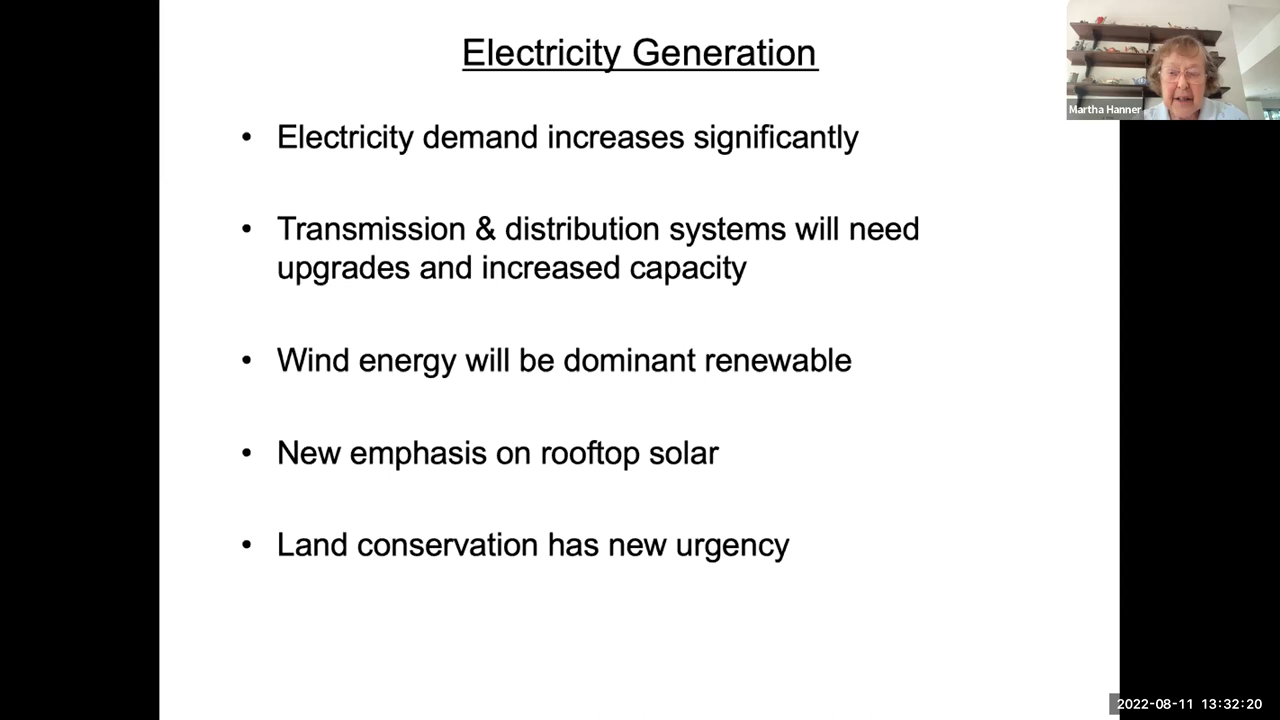 Electricity Generation
Martha Hanner
• Electricity demand increases significantly
• Transmission & distribution systems will need
upgrades and increased capacity
• Wind energy will be dominant renewable
• New emphasis on rooftop solar
• Land conservation has new urgency
2022-08-11 13:32:20